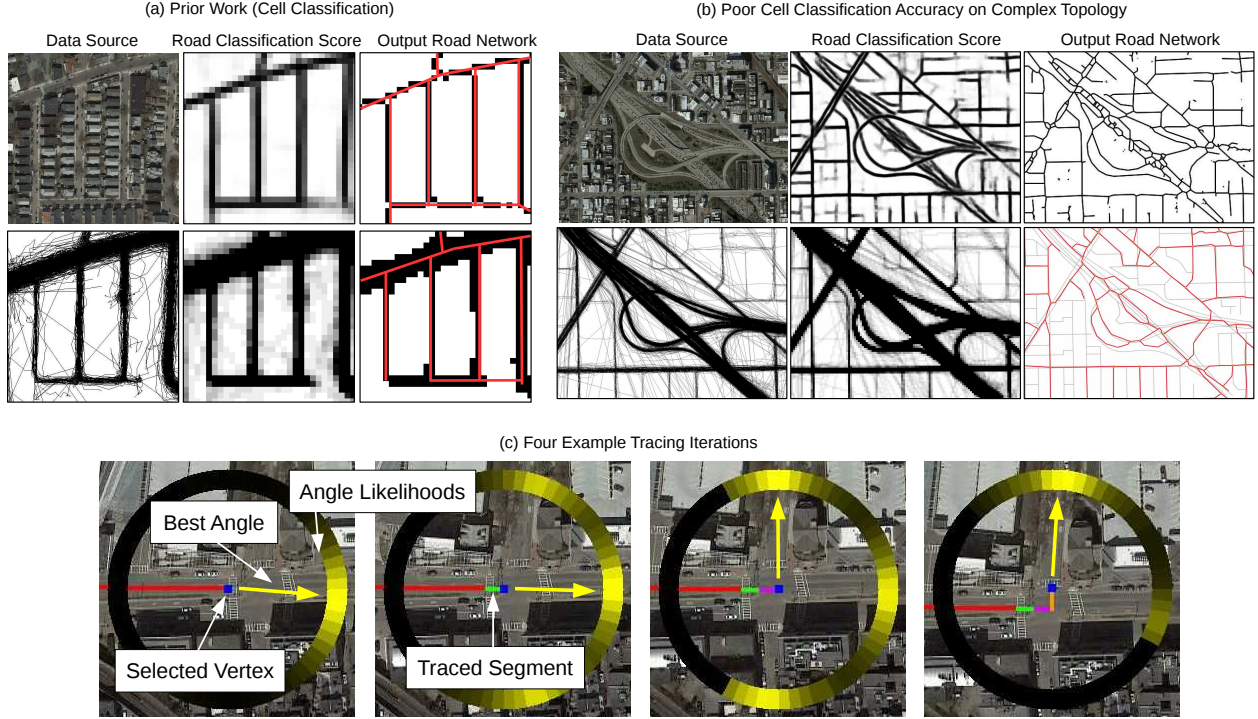 (a) Prior Work (Cell Classification)
Data Source
Road Classification Score
Output Road Network
(b) Poor Cell Classification Accuracy on Complex Topology
Data Source
Road Classification Score
Output Road Network
(c) Four Example Tracing Iterations
Angle Likelihoods
Best Angle
Selected Vertex
Traced Segment